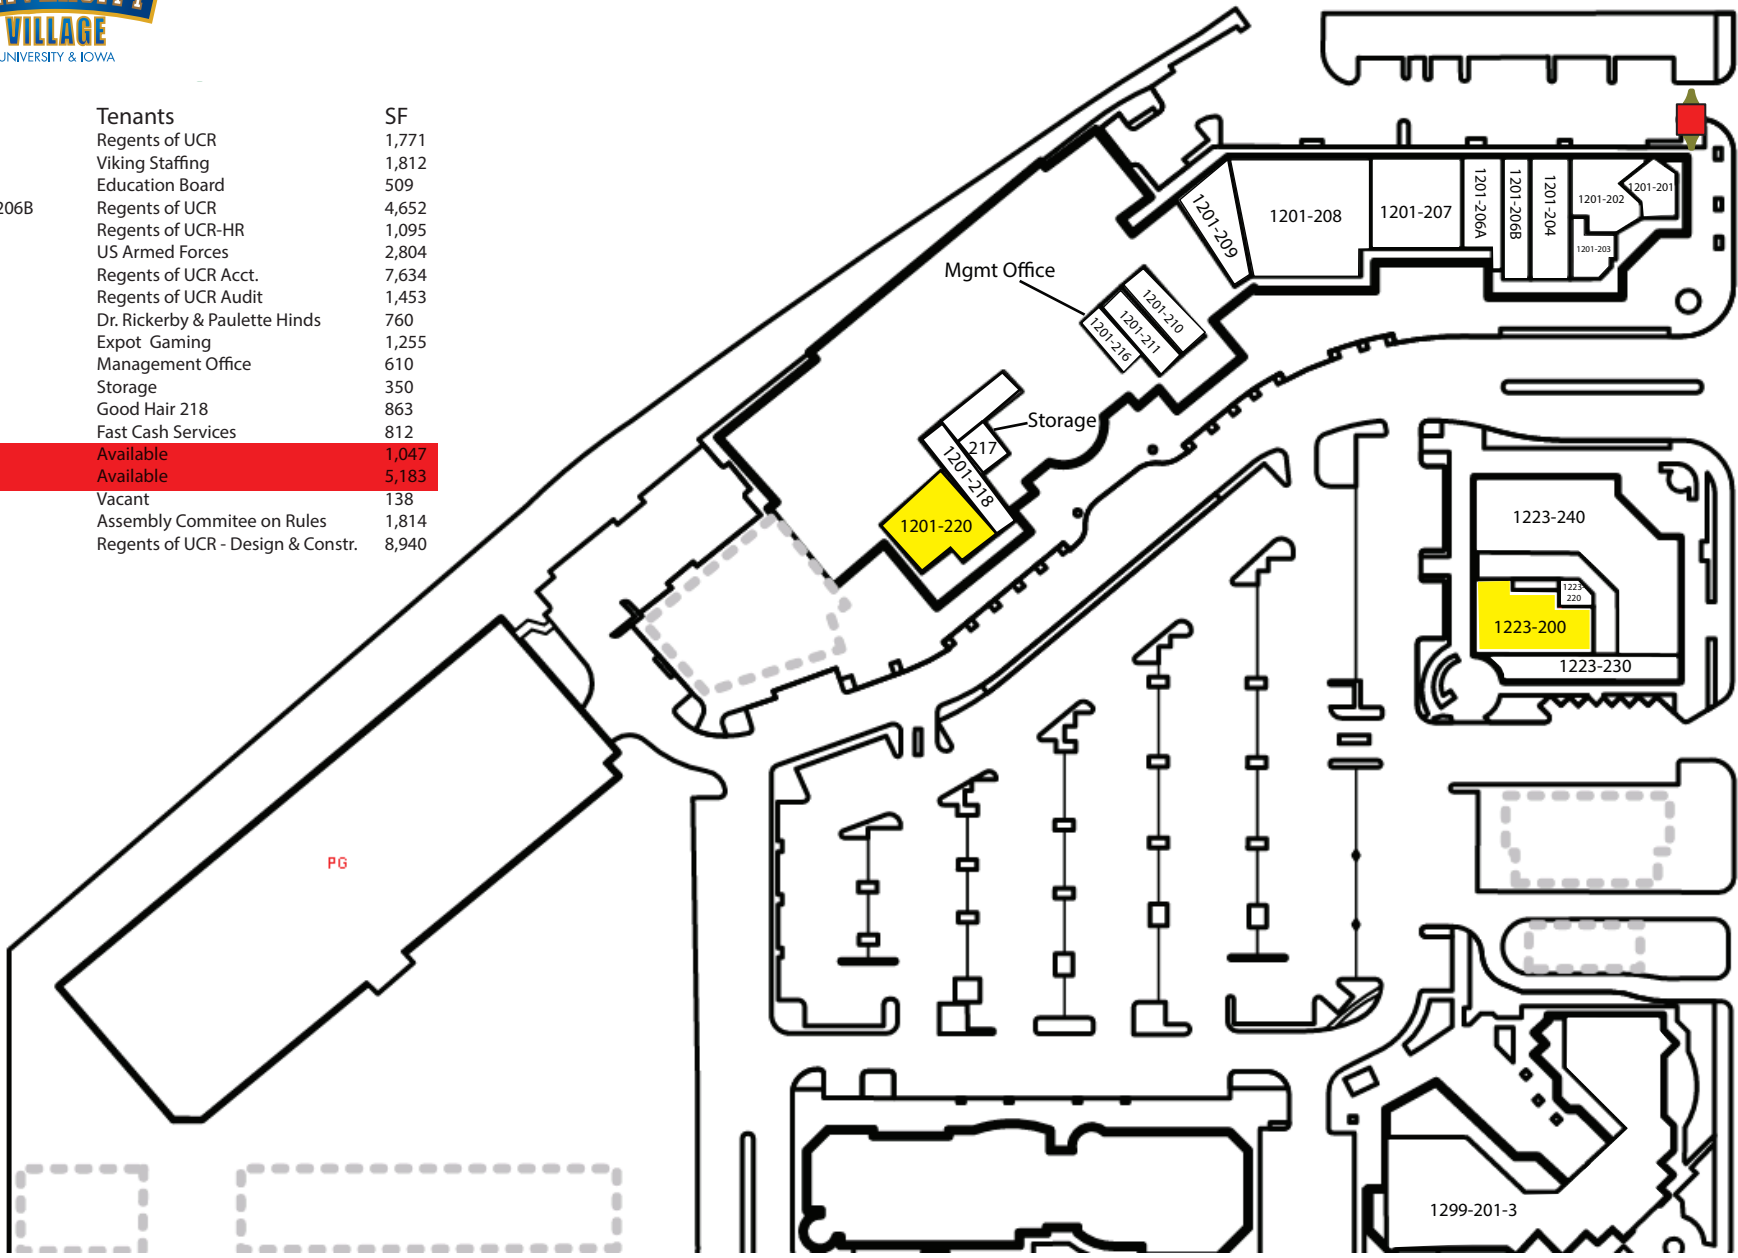 VILLAGE
UNIVERSITY & IOWA
Tenants SF
Regents of UCR 1,771
Viking Staffing 1,812
Education Board 509
206B Regents of UCR 4,652
Regents of UCR-HR 1,095
US Armed Forces 2,804
Regents of UCR Acct. 7,634
Regents of UCR Audit 1,453
Dr. Rickerby & Paulette Hinds 760
Expot Gaming 1,255
Management Office 610
Storage 350
Good Hair 218 863
Fast Cash Services 812
Available 1,047
Available 5,183
Vacant 138
Assembly Commitee on Rules 1,814
Regents of UCR - Design & Constr. 8,940
1201-209
1201-208
1201-207
1201-206A
1201-206B
1201-204
1201-202
1201-201
1201-203
Mgmt Office
1201-210
1201-211
1201-216
Storage
217
1201-218
1201-220
1223-240
1223-
220
1223-200
1223-230
PG
1299-201-3